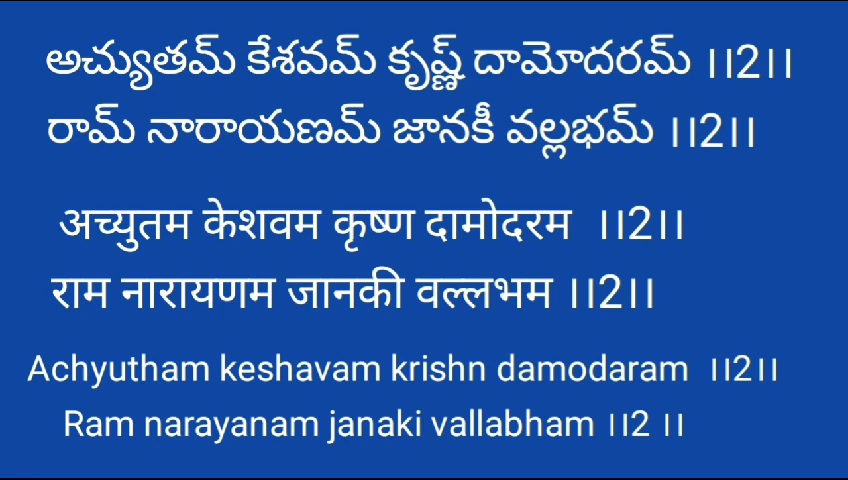 అచ్యుతమ్ కేశవమ్ కృష్ణ్ దామోదరమ్ ।।2।।
రామ్ నారాయణమ్ జానకీ వల్లభమ్ ।।2।।
अच्युतम केशवम कृष्ण दामोदरम ।।2।।
राम नारायणम जानकी वल्लभम ।।2।।
Achyutham keshavam krishn damodaram ।।2।।
Ram narayanam janaki vallabham ।।2 ।।